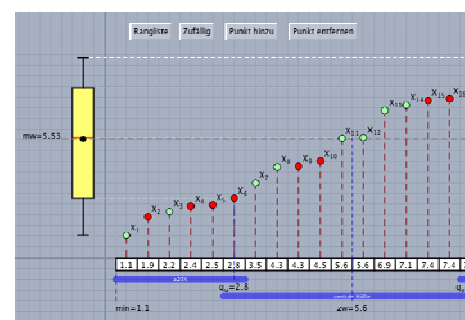 Rangliste Zufällig Punkt hinzu Punkt entfernen
mw=5.53
X1 X2 X3 X4 X5 X6 X7 X8 X9 X10 X11 X12 X13 X14 X15 X16
1.1 1.9 2.2 2.4 2.5 2.8 3.5 4.3 4.3 4.5 5.6 5.6 6.9 7.1 7.4 7.4
=2.8
min=1.1 zw=5.6